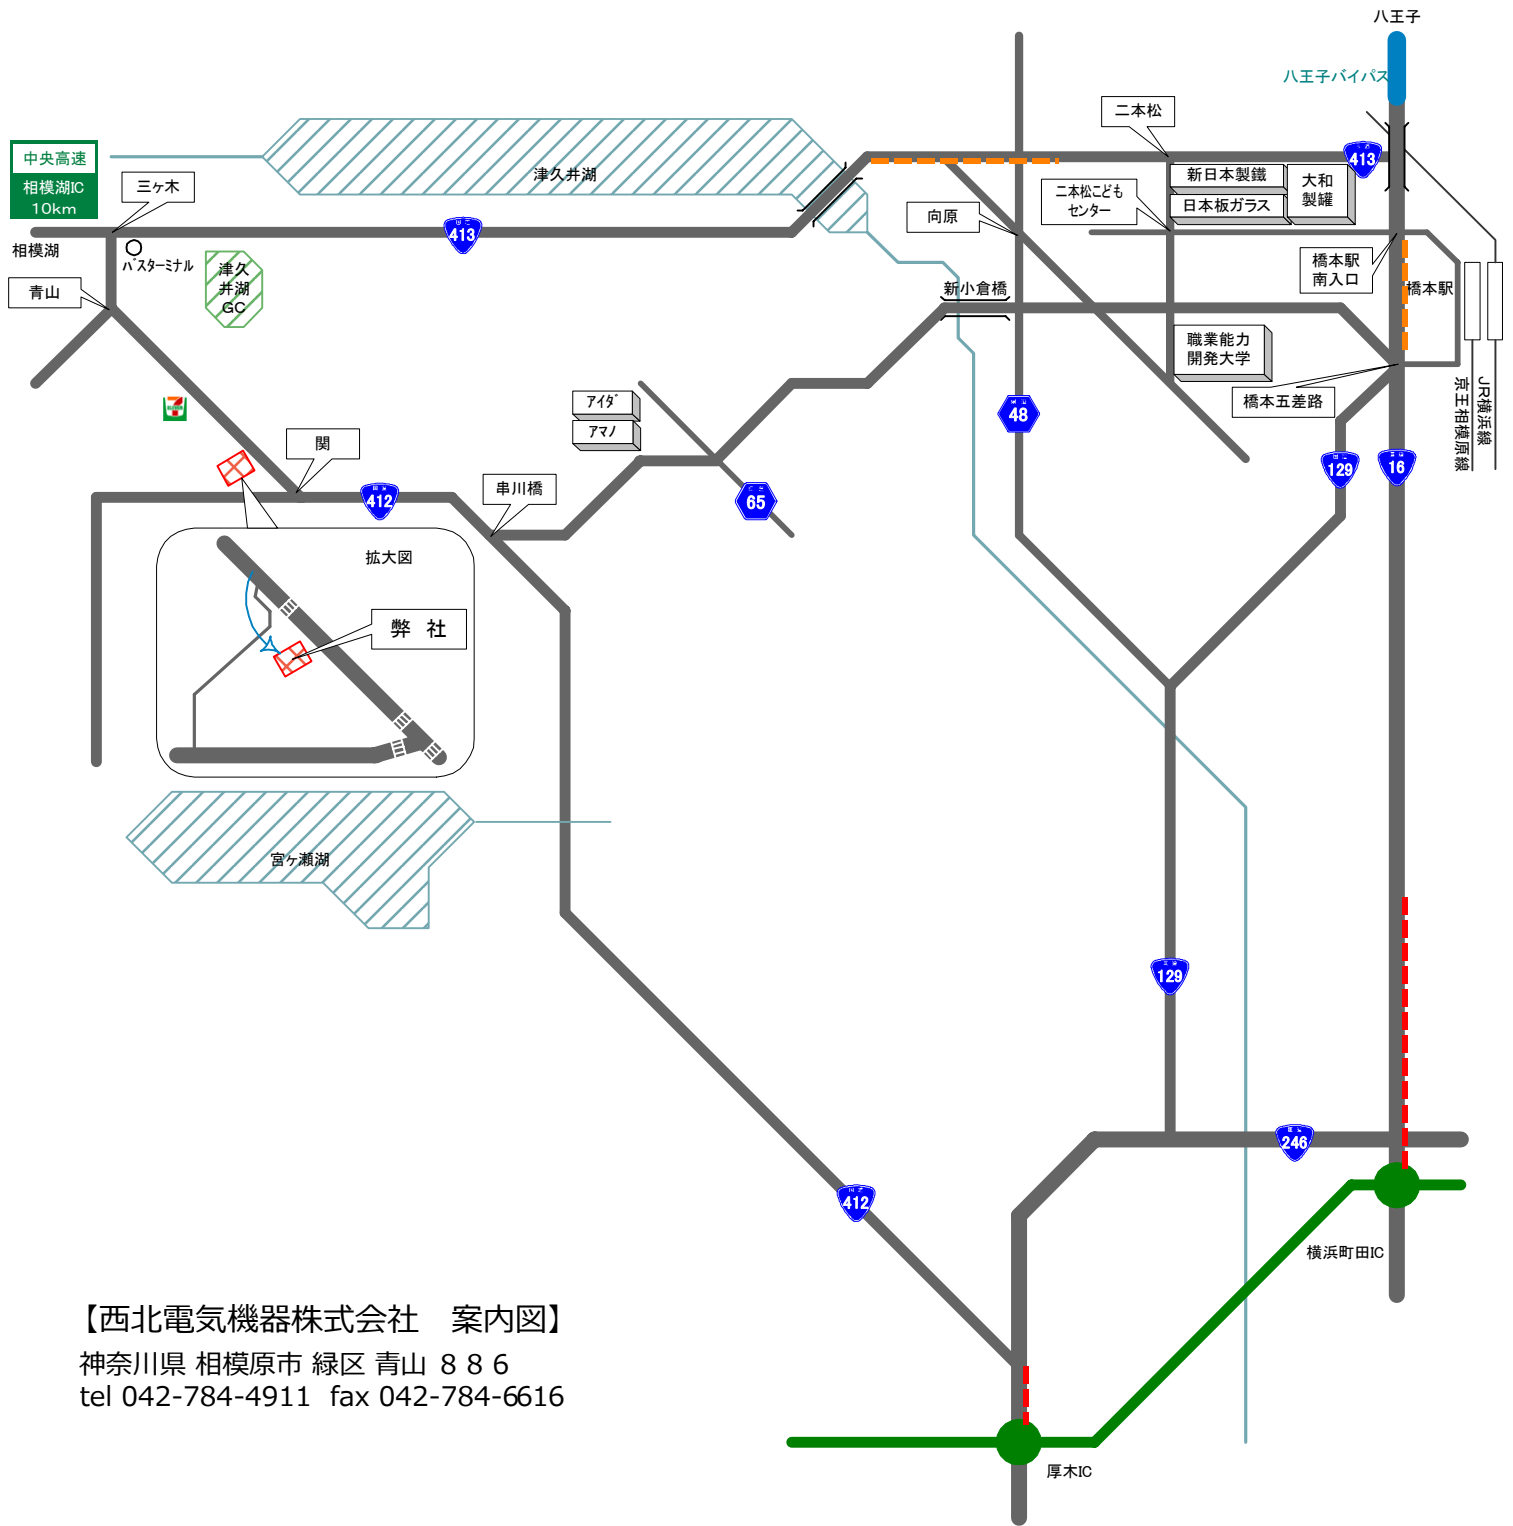 八王子
八王子バイパス
二本松
413
中央高速
相模湖IC
10km
三ヶ木
津久井湖
新日本製鐵
日本板ガラス
大和
製罐
二本松こども
センター
向原
413
相模湖
バスターミナル
津久
井湖
GC
青山
橋本駅
南入口
橋本駅
新小倉橋
職業能力
開発大学
橋本五差路
JR横浜線
京王相模原線
アイダ
アマノ
48
129
16
関
412
串川橋
65
拡大図
弊 社
宮ヶ瀬湖
129
246
412
横浜町田IC
厚木IC
【西北電気機器株式会社　案内図】
神奈川県 相模原市 緑区 青山 ８８６
tel 042-784-4911 fax 042-784-6616